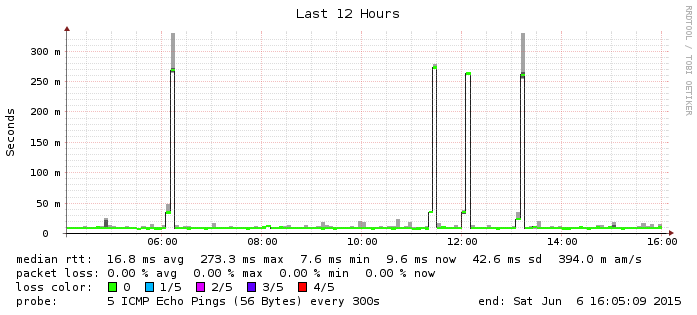 Last 12 Hours
RRDTOOL / TOBI OETIKER
Seconds
300 m
250 m
200 m
150 m
100 m
50 m
0
06:00 08:00 10:00 12:00 14:00 16:00
median rtt: 16.8 ms avg 273.3 ms max 7.6 ms min 9.6 ms now 42.6 ms sd 394.0 m am/s
packet loss: 0.00 % avg 0.00 % max 0.00 % min 0.00 % now
loss color: 0 1/5 2/5 3/5 4/5
probe: 5 ICMP Echo Pings (56 Bytes) every 300s end: Sat Jun 6 16:05:09 2015